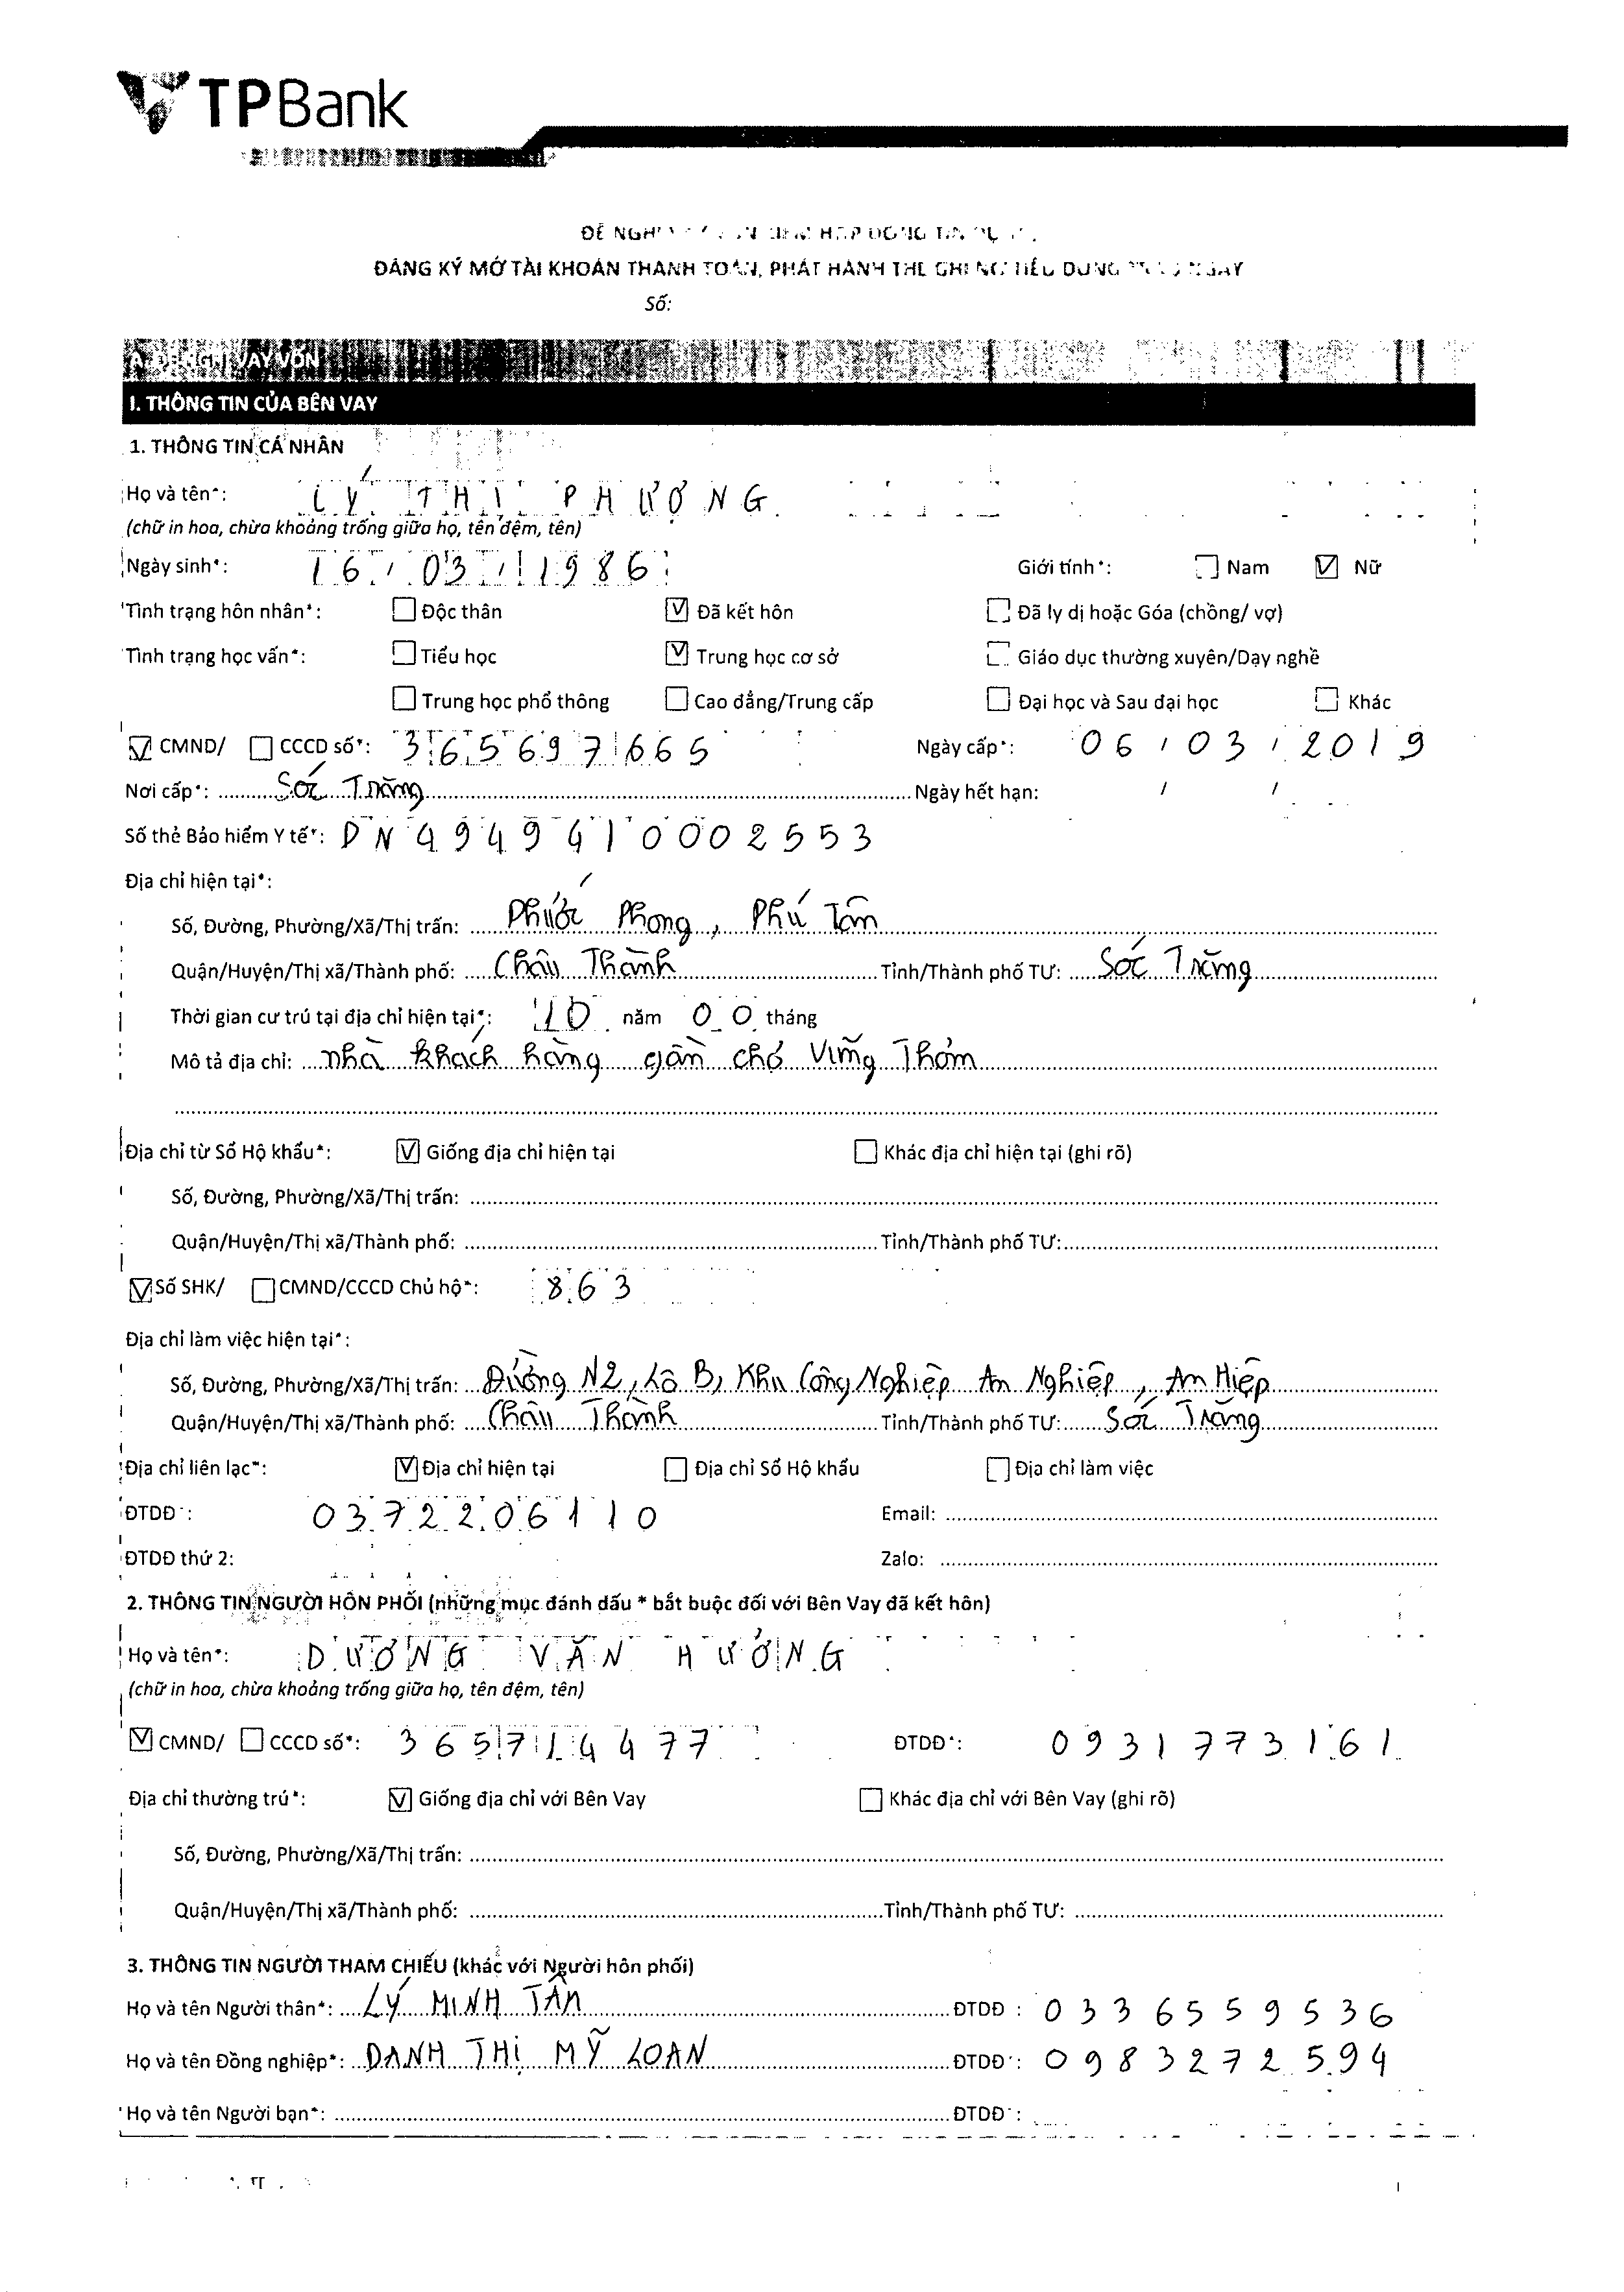 TPBank
ĐĂNG KÝ MỞ TÀI KHOẢN THANH TOÁN, PHÁT HÀNH THẺ GHI NỢ TIÊU DÙNG
Số:
A. ĐỀ NGHỊ VAY VỐN
I. THÔNG TIN CỦA BÊN VAY
1. THÔNG TIN CÁ NHÂN
Họ và tên*: LÝ THỊ PHƯỢNG
(chữ in hoa, chừa khoảng trống giữa họ, tên đệm, tên)
Ngày sinh*: 16 / 03 / 1986 Giới tính*: Nam Nữ
Tình trạng hôn nhân*: Độc thân Đã kết hôn Đã ly dị hoặc Góa (chồng/ vợ)
Tình trạng học vấn*: Tiểu học Trung học cơ sở Giáo dục thường xuyên/Dạy nghề
Trung học phổ thông Cao đẳng/Trung cấp Đại học và Sau đại học Khác
CMND/ CCCD số*: 365697665 Ngày cấp*: 06 / 03 / 2019
Nơi cấp*: Sóc Trăng Ngày hết hạn: / /
Số thẻ Bảo hiểm Y tế*: DN4949410002553
Địa chỉ hiện tại*:
Số, Đường, Phường/Xã/Thị trấn: Phước Phong, Phú Tân
Quận/Huyện/Thị xã/Thành phố: Châu Thành Tỉnh/Thành phố TƯ: Sóc Trăng
Thời gian cư trú tại địa chỉ hiện tại*: 10 năm 00 tháng
Mô tả địa chỉ: nhà khách hàng gần chợ Vũng Thơm
Địa chỉ từ Sổ Hộ khẩu*: Giống địa chỉ hiện tại Khác địa chỉ hiện tại (ghi rõ)
Số, Đường, Phường/Xã/Thị trấn:
Quận/Huyện/Thị xã/Thành phố: Tỉnh/Thành phố TƯ:
Số SHK/ CMND/CCCD Chủ hộ*: 863
Địa chỉ làm việc hiện tại*:
Số, Đường, Phường/Xã/Thị trấn: Đường N2, Lô B, Khu Công Nghiệp An Nghiệp, An Hiệp
Quận/Huyện/Thị xã/Thành phố: Châu Thành Tỉnh/Thành phố TƯ: Sóc Trăng
Địa chỉ liên lạc*: Địa chỉ hiện tại Địa chỉ Sổ Hộ khẩu Địa chỉ làm việc
ĐTDĐ*: 0372206110 Email:
ĐTDĐ thứ 2: Zalo:
2. THÔNG TIN NGƯỜI HÔN PHỐI (những mục đánh dấu * bắt buộc đối với Bên Vay đã kết hôn)
Họ và tên*: DƯƠNG VĂN HƯỞNG
(chữ in hoa, chừa khoảng trống giữa họ, tên đệm, tên)
CMND/ CCCD số*: 365714477 ĐTDĐ*: 0931773161
Địa chỉ thường trú*: Giống địa chỉ với Bên Vay Khác địa chỉ với Bên Vay (ghi rõ)
Số, Đường, Phường/Xã/Thị trấn:
Quận/Huyện/Thị xã/Thành phố: Tỉnh/Thành phố TƯ:
3. THÔNG TIN NGƯỜI THAM CHIẾU (khác với Người hôn phối)
Họ và tên Người thân*: LÝ MINH TÂN ĐTDĐ : 0336559536
Họ và tên Đồng nghiệp*: DANH THỊ MỸ LOAN ĐTDĐ*: 0983272594
Họ và tên Người bạn*: ĐTDĐ*: